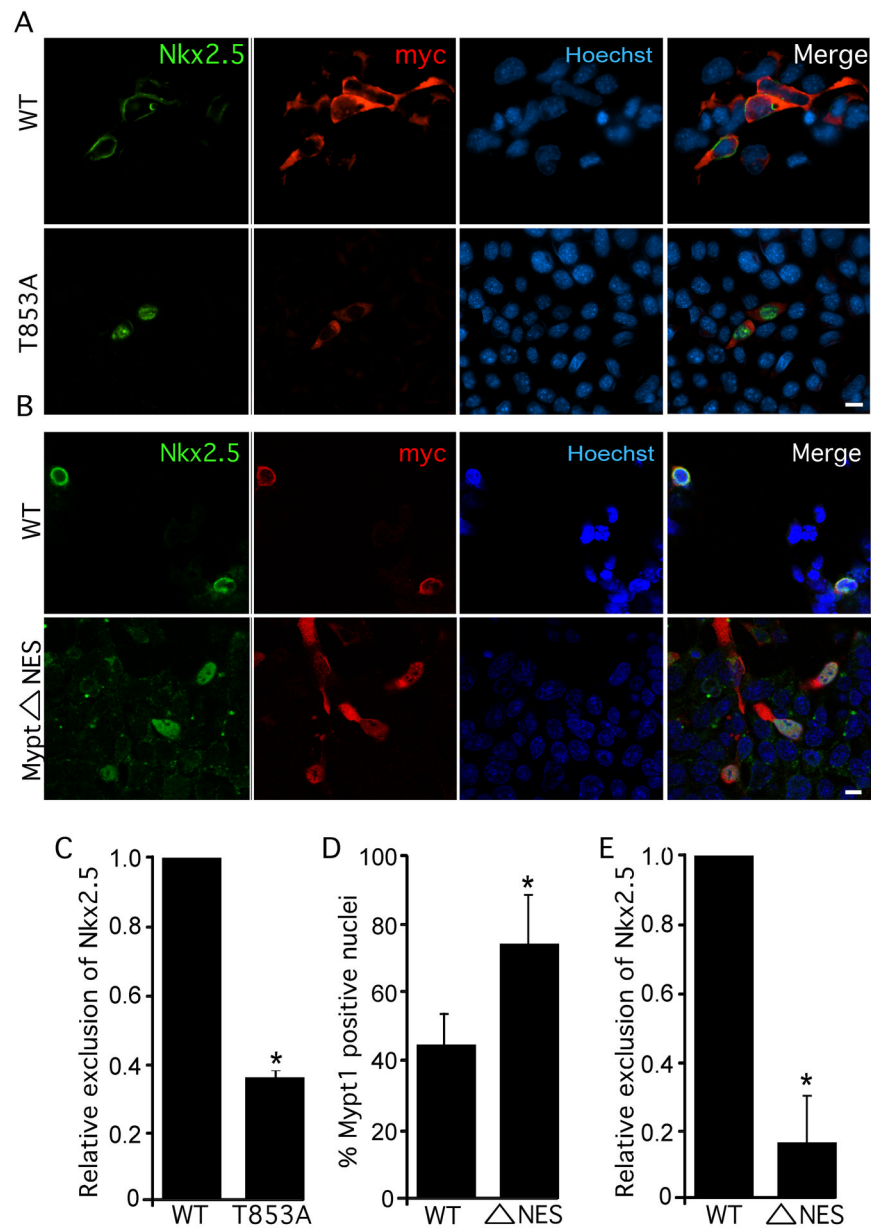 A
Nkx2.5 myc Hoechst Merge
WT
T853A
B
Nkx2.5 myc Hoechst Merge
WT
Mypt△NES
C
Relative exclusion of Nkx2.5
1.0
0.8
0.6
0.4
0.2
0
WT T853A
*
D
% Mypt1 positive nuclei
100
80
60
40
20
0
WT △NES
*
E
Relative exclusion of Nkx2.5
1.0
0.8
0.6
0.4
0.2
0
WT △NES
*